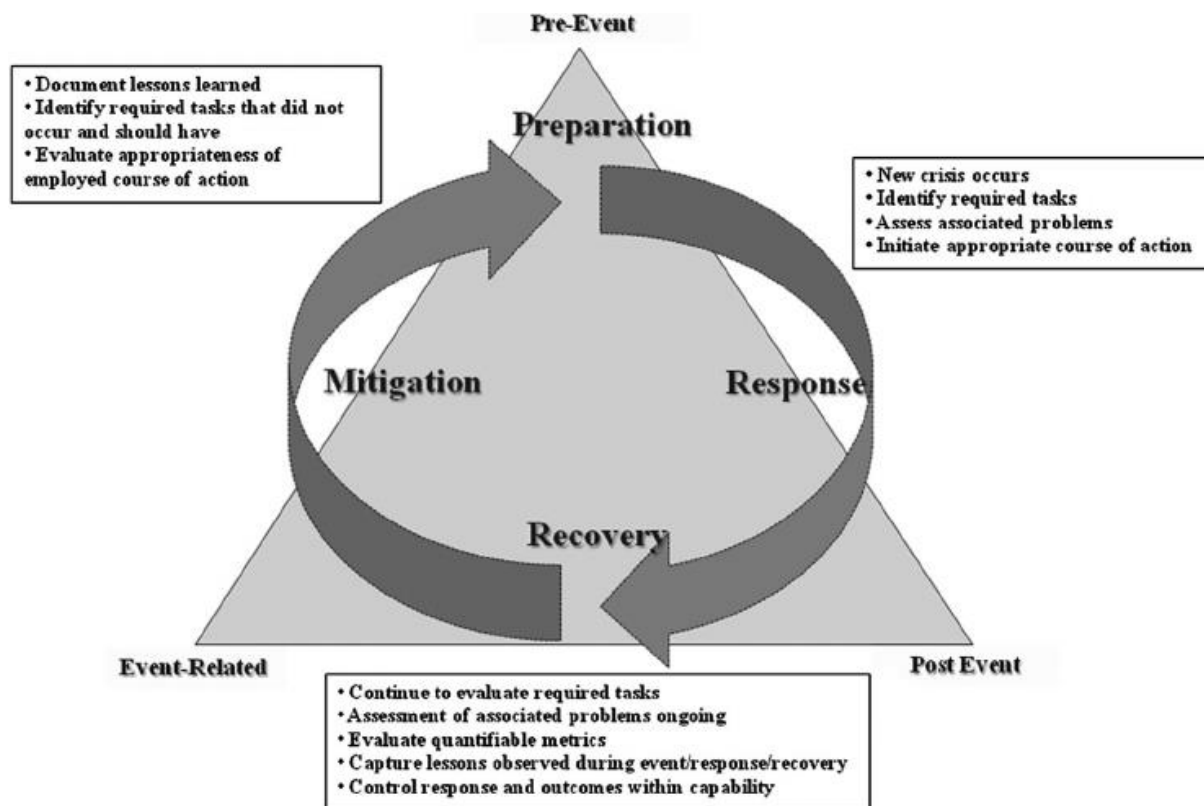 Pre-Event
• Document lessons learned
• Identify required tasks that did not
occur and should have
• Evaluate appropriateness of
employed course of action
Preparation
• New crisis occurs
• Identify required tasks
• Assess associated problems
• Initiate appropriate course of action
Mitigation
Response
Recovery
Event-Related
Post Event
• Continue to evaluate required tasks
• Assessment of associated problems ongoing
• Evaluate quantifiable metrics
• Capture lessons observed during event/response/recovery
• Control response and outcomes within capability